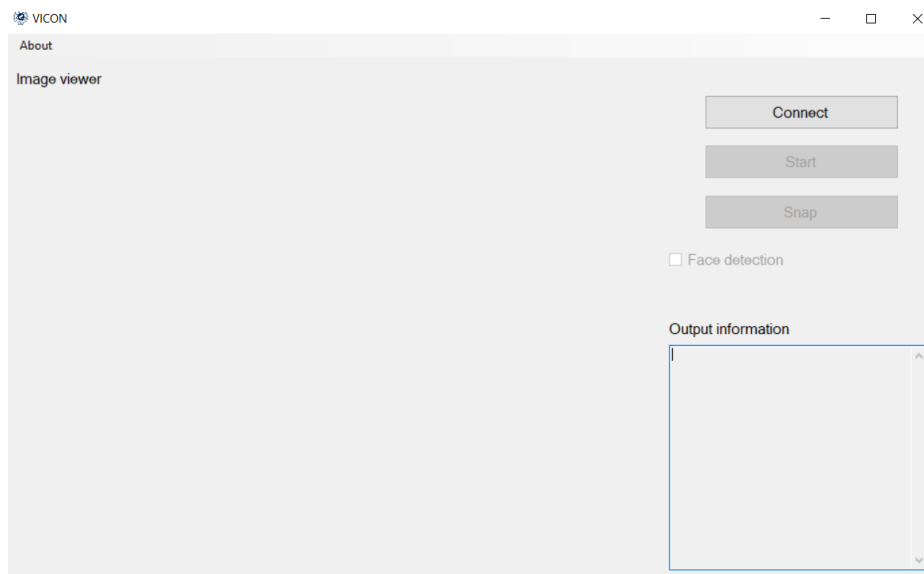 VICON
About
Image viewer
Connect
Start
Snap
Face detection
Output information